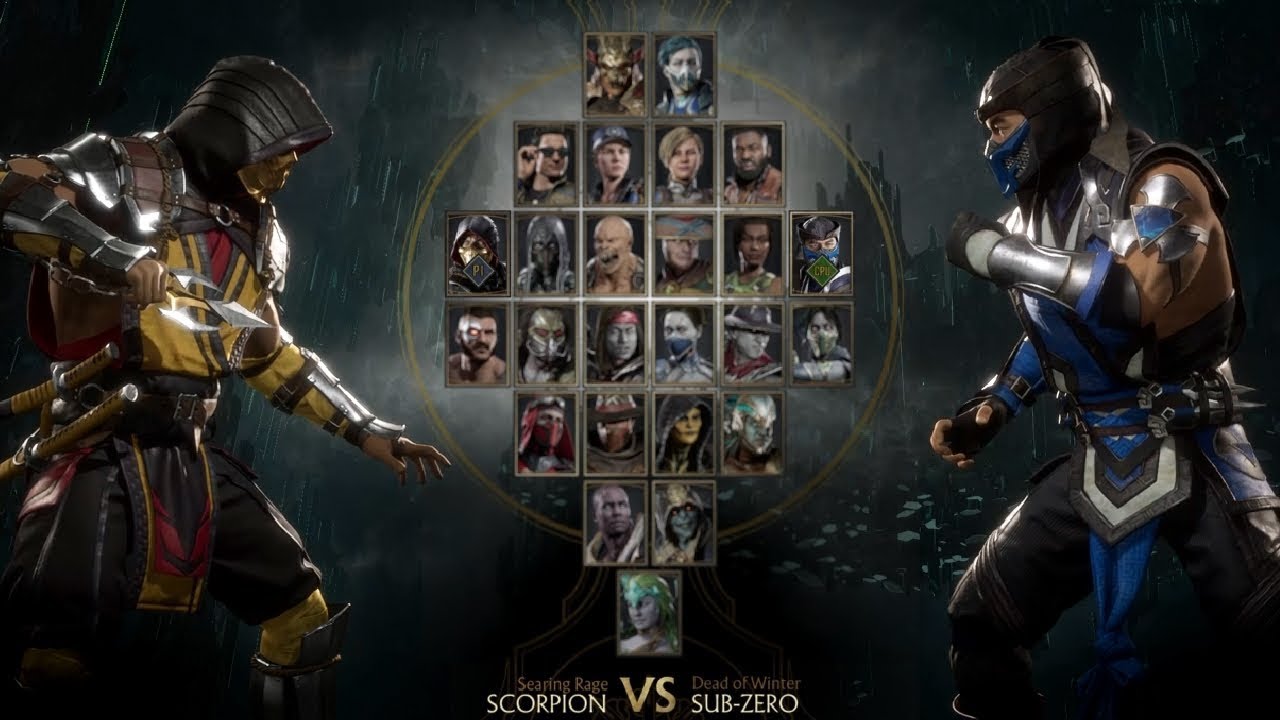 P1
CPU
Searing Rage
SCORPION
VS
Dead of Winter
SUB-ZERO